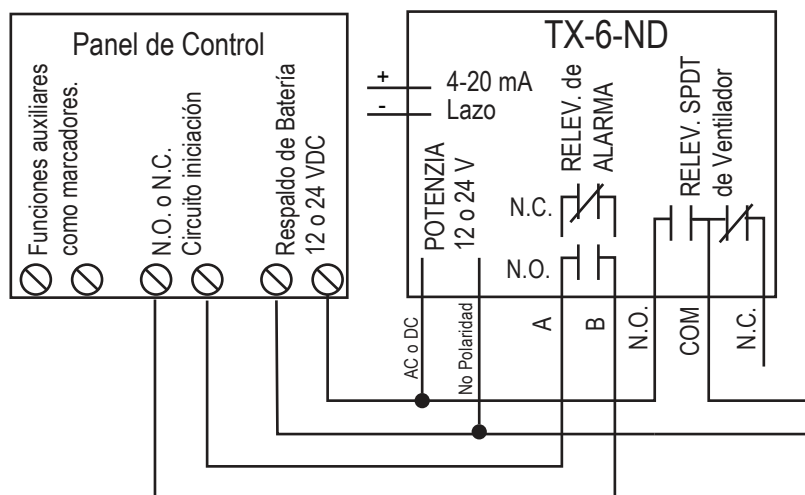 Panel de Control
Funciones auxiliares
como marcadores.
N.O. o N.C.
Circuito iniciación
Respaldo de Batería
12 o 24 VDC
TX-6-ND
+ 4-20 mA
- Lazo
POTENZIA
12 o 24 V
RELEV. de
ALARMA
N.C.
N.O.
RELEV. SPDT
de Ventilador
AC o DC
No Polaridad
A
B
N.O.
COM
N.C.